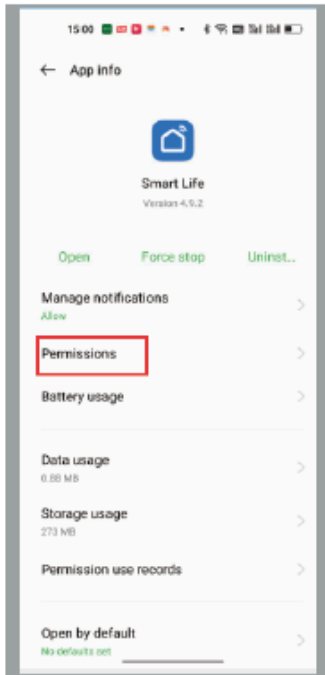 15:00
← App info
Smart Life
Version 4.9.2
Open Force stop Uninst...
Manage notifications
Allow
Permissions
Battery usage
Data usage
0.88 MB
Storage usage
273 MB
Permission use records
Open by default
No defaults set